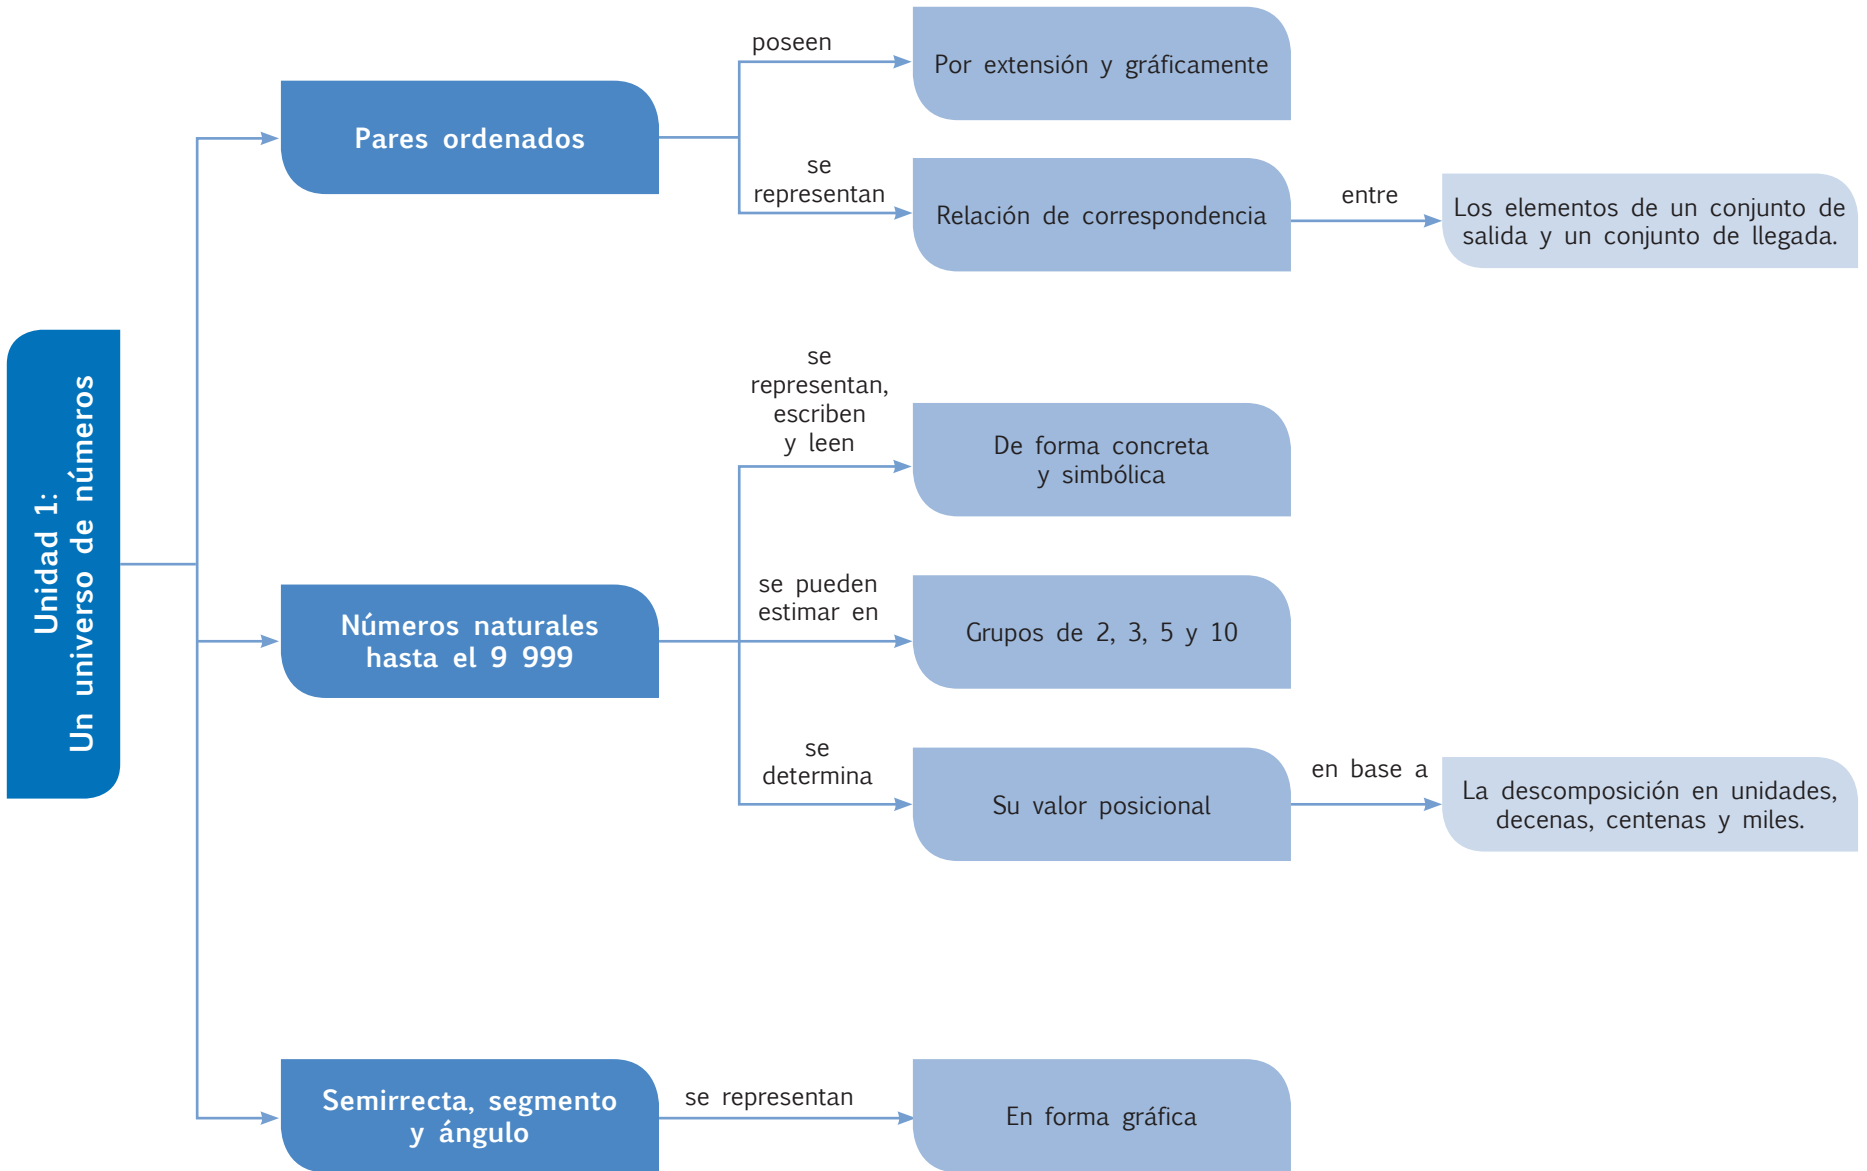 Unidad 1:
Un universo de números
Pares ordenados
poseen
Por extensión y gráficamente
se
representan
Relación de correspondencia
entre
Los elementos de un conjunto de
salida y un conjunto de llegada.
Números naturales
hasta el 9 999
se
representan,
escriben
y leen
De forma concreta
y simbólica
se pueden
estimar en
Grupos de 2, 3, 5 y 10
se
determina
Su valor posicional
en base a
La descomposición en unidades,
decenas, centenas y miles.
Semirrecta, segmento
y ángulo
se representan
En forma gráfica